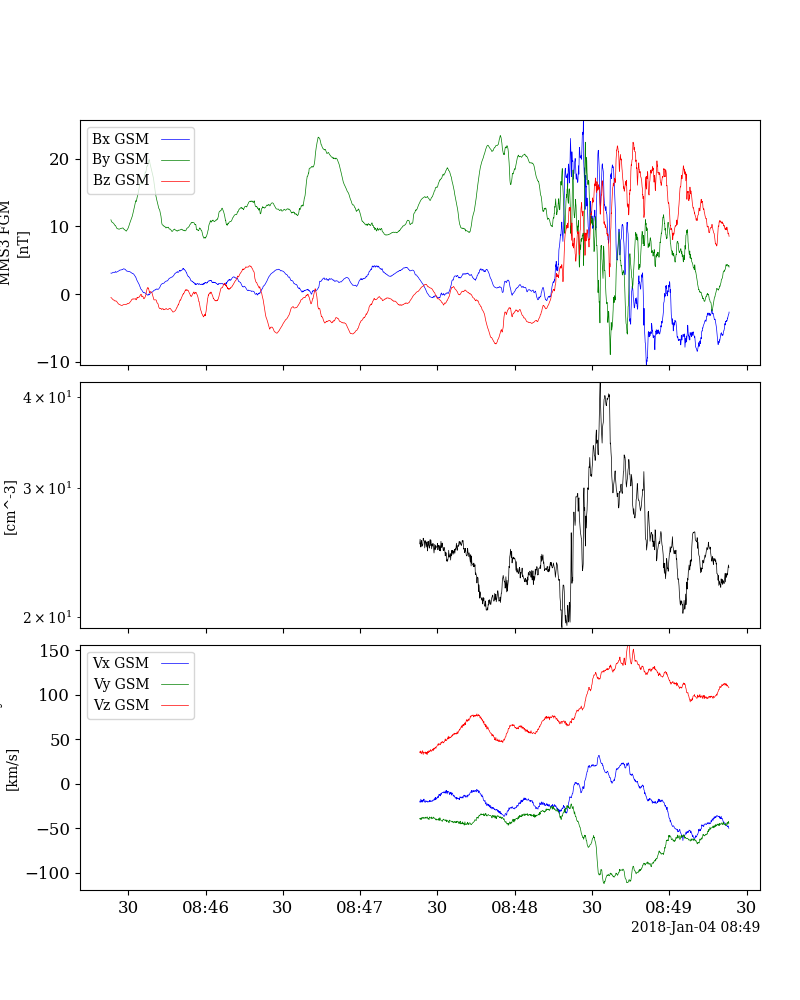 MMS3 FGM
[nT]
Bx GSM
By GSM
Bz GSM
20
10
0
−10
[cm^-3]
4 × 10¹
3 × 10¹
2 × 10¹
[km/s]
Vx GSM
Vy GSM
Vz GSM
150
100
50
0
−50
−100
30 08:46 30 08:47 30 08:48 30 08:49 30
2018-Jan-04 08:49